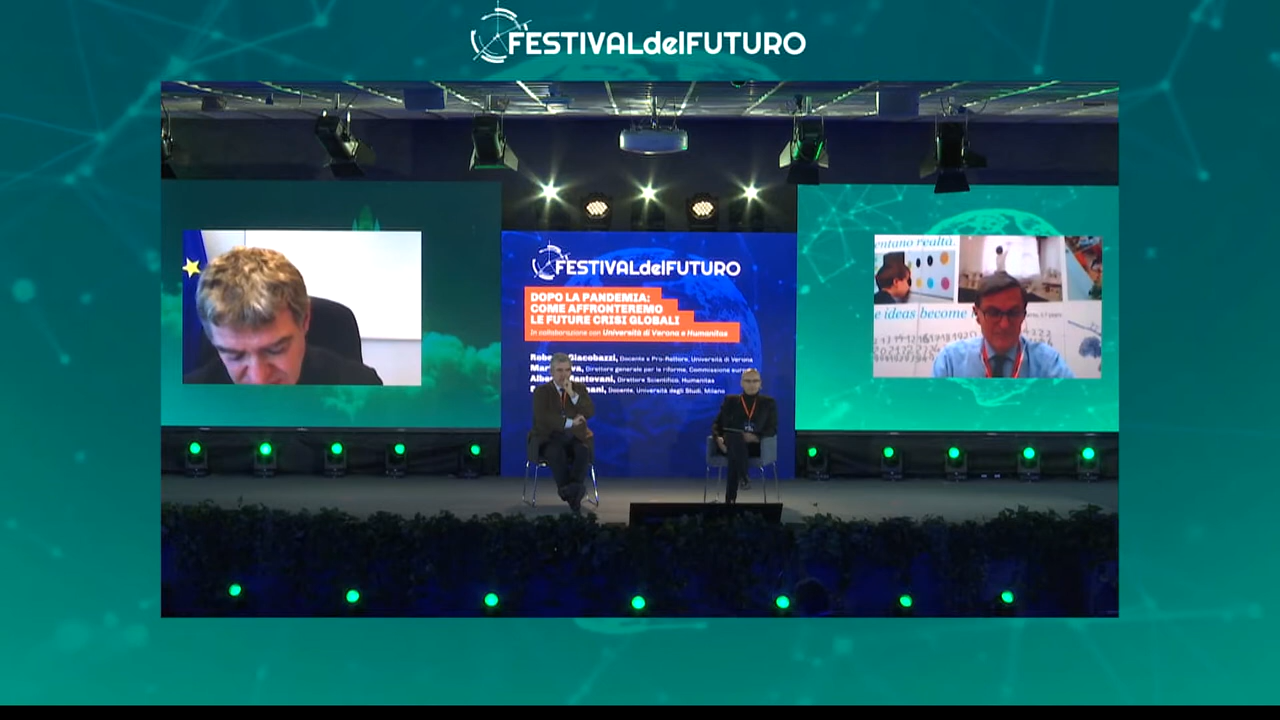 FESTIVALdelFUTURO
entano realtà.
e ideas become
FESTIVALdelFUTURO
DOPO LA PANDEMIA:
COME AFFRONTEREMO
LE FUTURE CRISI GLOBALI
In collaborazione con Università di Verona e Humanitas
Giacobazzi, Docente e Pro-Rettore, Università di Verona
Direttore generale per le riforme, Commissione
Direttore Scientifico, Humanitas
Docente, Università degli Studi, Milano